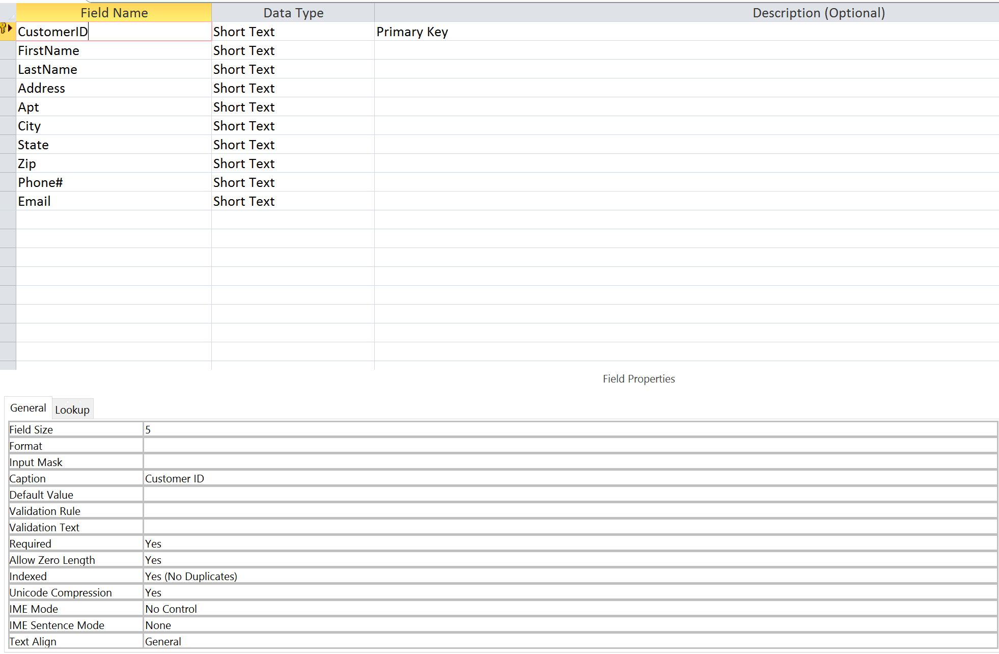 Field Name Data Type Description (Optional)
CustomerID Short Text Primary Key
FirstName Short Text
LastName Short Text
Address Short Text
Apt Short Text
City Short Text
State Short Text
Zip Short Text
Phone# Short Text
Email Short Text
Field Properties
General Lookup
Field Size 5
Format
Input Mask
Caption Customer ID
Default Value
Validation Rule
Validation Text
Required Yes
Allow Zero Length Yes
Indexed Yes (No Duplicates)
Unicode Compression Yes
IME Mode No Control
IME Sentence Mode None
Text Align General